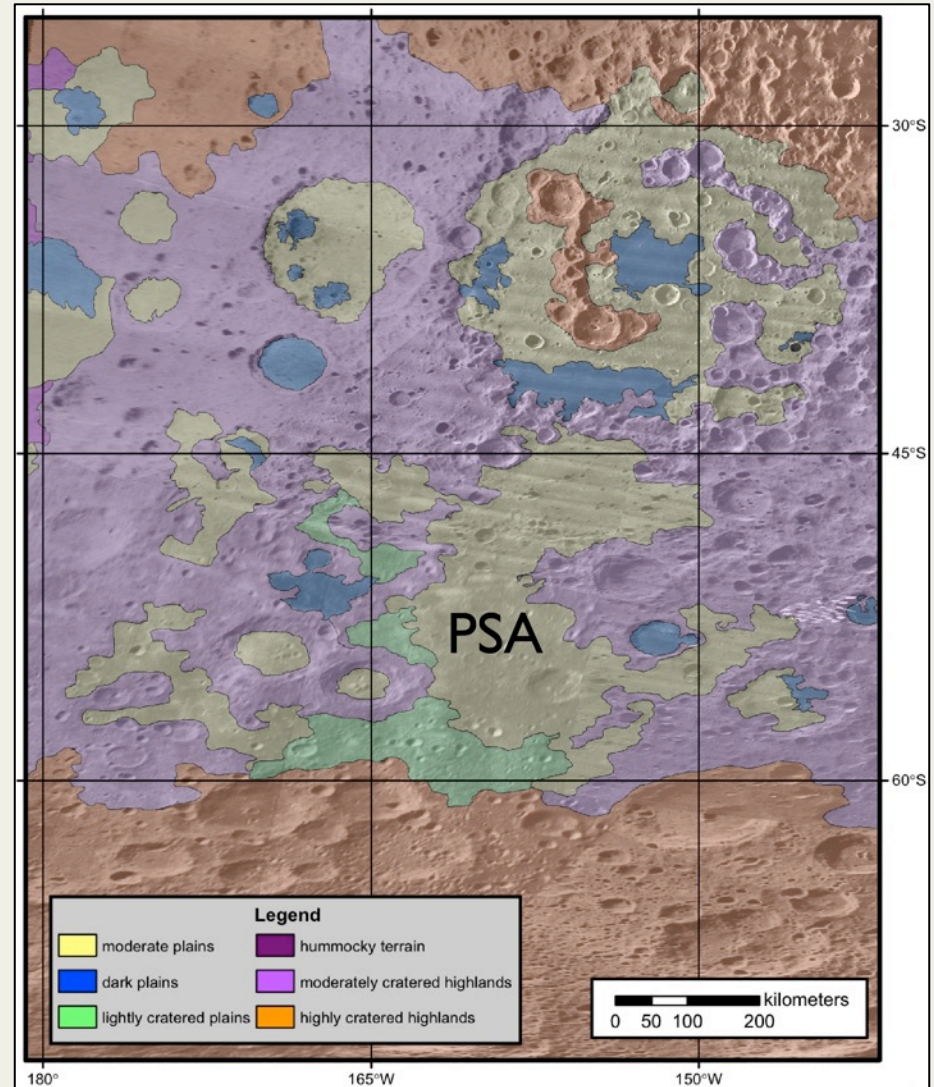 30°S
45°S
PSA
60°S
Legend
moderate plains
hummocky terrain
dark plains
moderately cratered highlands
lightly cratered plains
highly cratered highlands
kilometers
0 50 100 200
180° 165°W 150°W